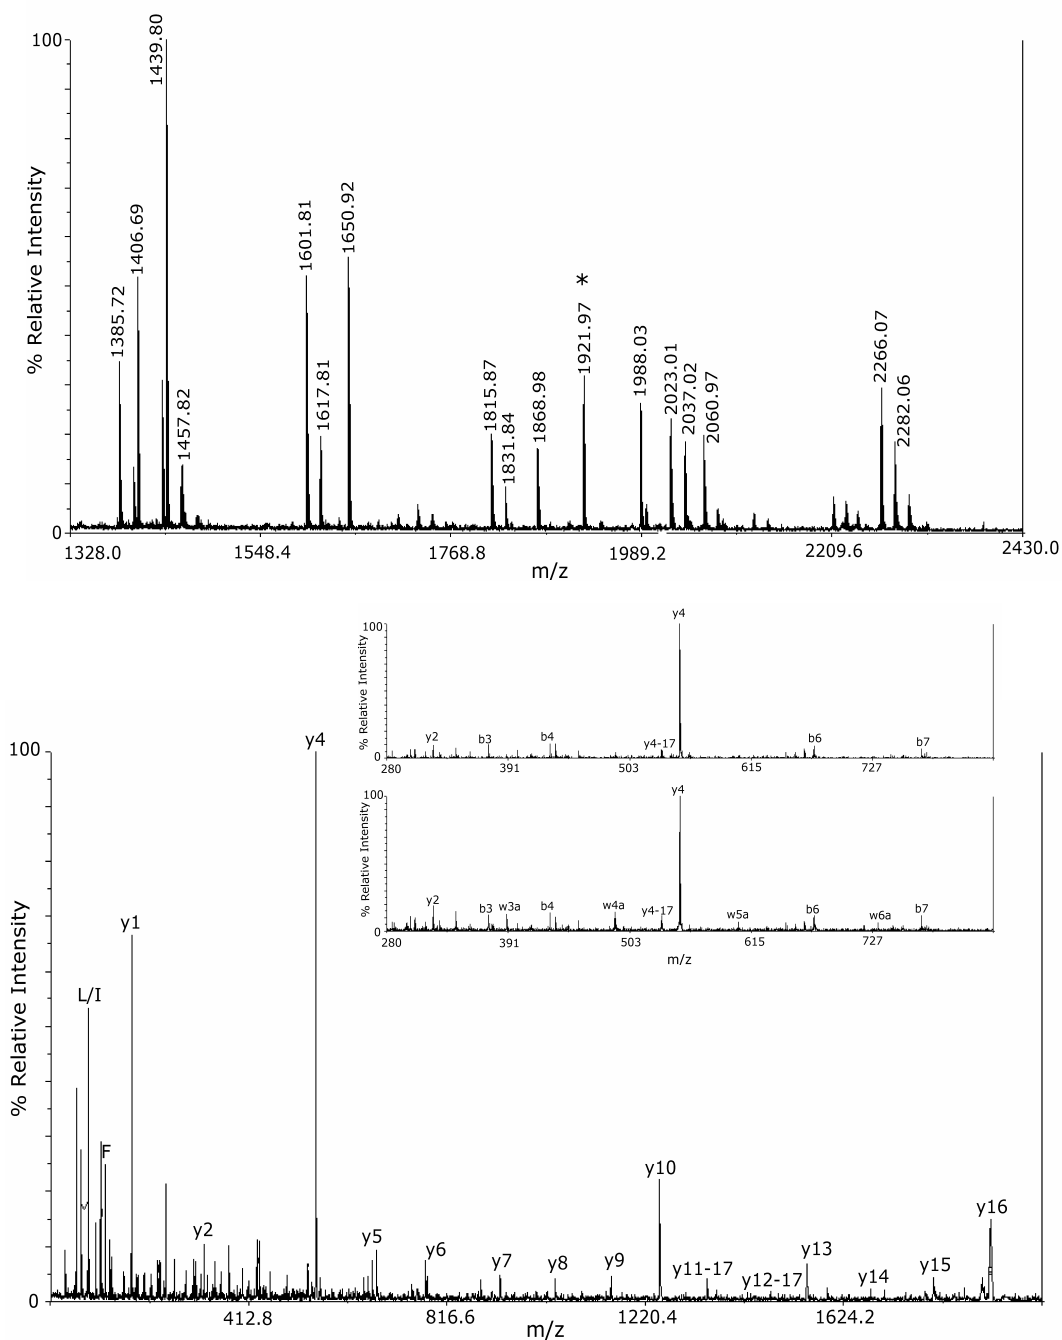 % Relative Intensity
100
0
1385.72
1406.69
1439.80
1457.82
1601.81
1617.81
1650.92
1815.87
1831.84
1868.98
*
1921.97
1988.03
2023.01
2037.02
2060.97
2266.07
2282.06
1328.0 1548.4 1768.8 1989.2 2209.6 2430.0
m/z
% Relative Intensity
100
0
y2 b3 b4 y4-17 y4 b6 b7
280 391 503 615 727
% Relative Intensity
100
0
y2 b3 w3a b4 w4a y4-17 y4 w5a b6 w6a b7
280 391 503 615 727
m/z
% Relative Intensity
100
0
V L/I F y1 y2 y4 y5 y6 y7 y8 y9 y10 y11-17 y12-17 y13 y14 y15 y16
412.8 816.6 1220.4 1624.2
m/z